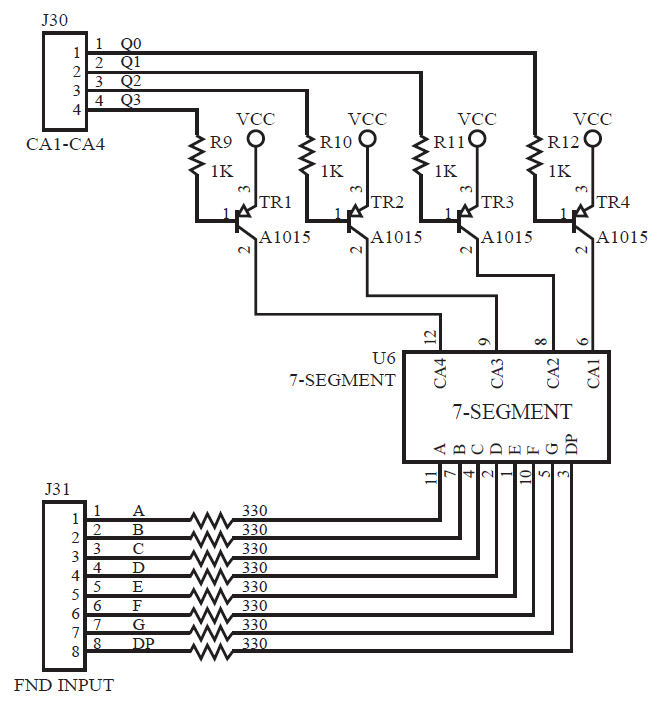 J30
1 1 Q0
2 2 Q1
3 3 Q2
4 4 Q3
CA1-CA4
VCC VCC VCC VCC
R9 R10 R11 R12
1K 1K 1K 1K
3 3 3 3
TR1 TR2 TR3 TR4
1 1 1 1
A1015 A1015 A1015 A1015
2 2 2 2
12 9 8 6
U6
7-SEGMENT
CA4 CA3 CA2 CA1
7-SEGMENT
A B C D E F G DP
11 7 4 2 1 10 5 3
J31
1 1 A 330
2 2 B 330
3 3 C 330
4 4 D 330
5 5 E 330
6 6 F 330
7 7 G 330
8 8 DP 330
FND INPUT